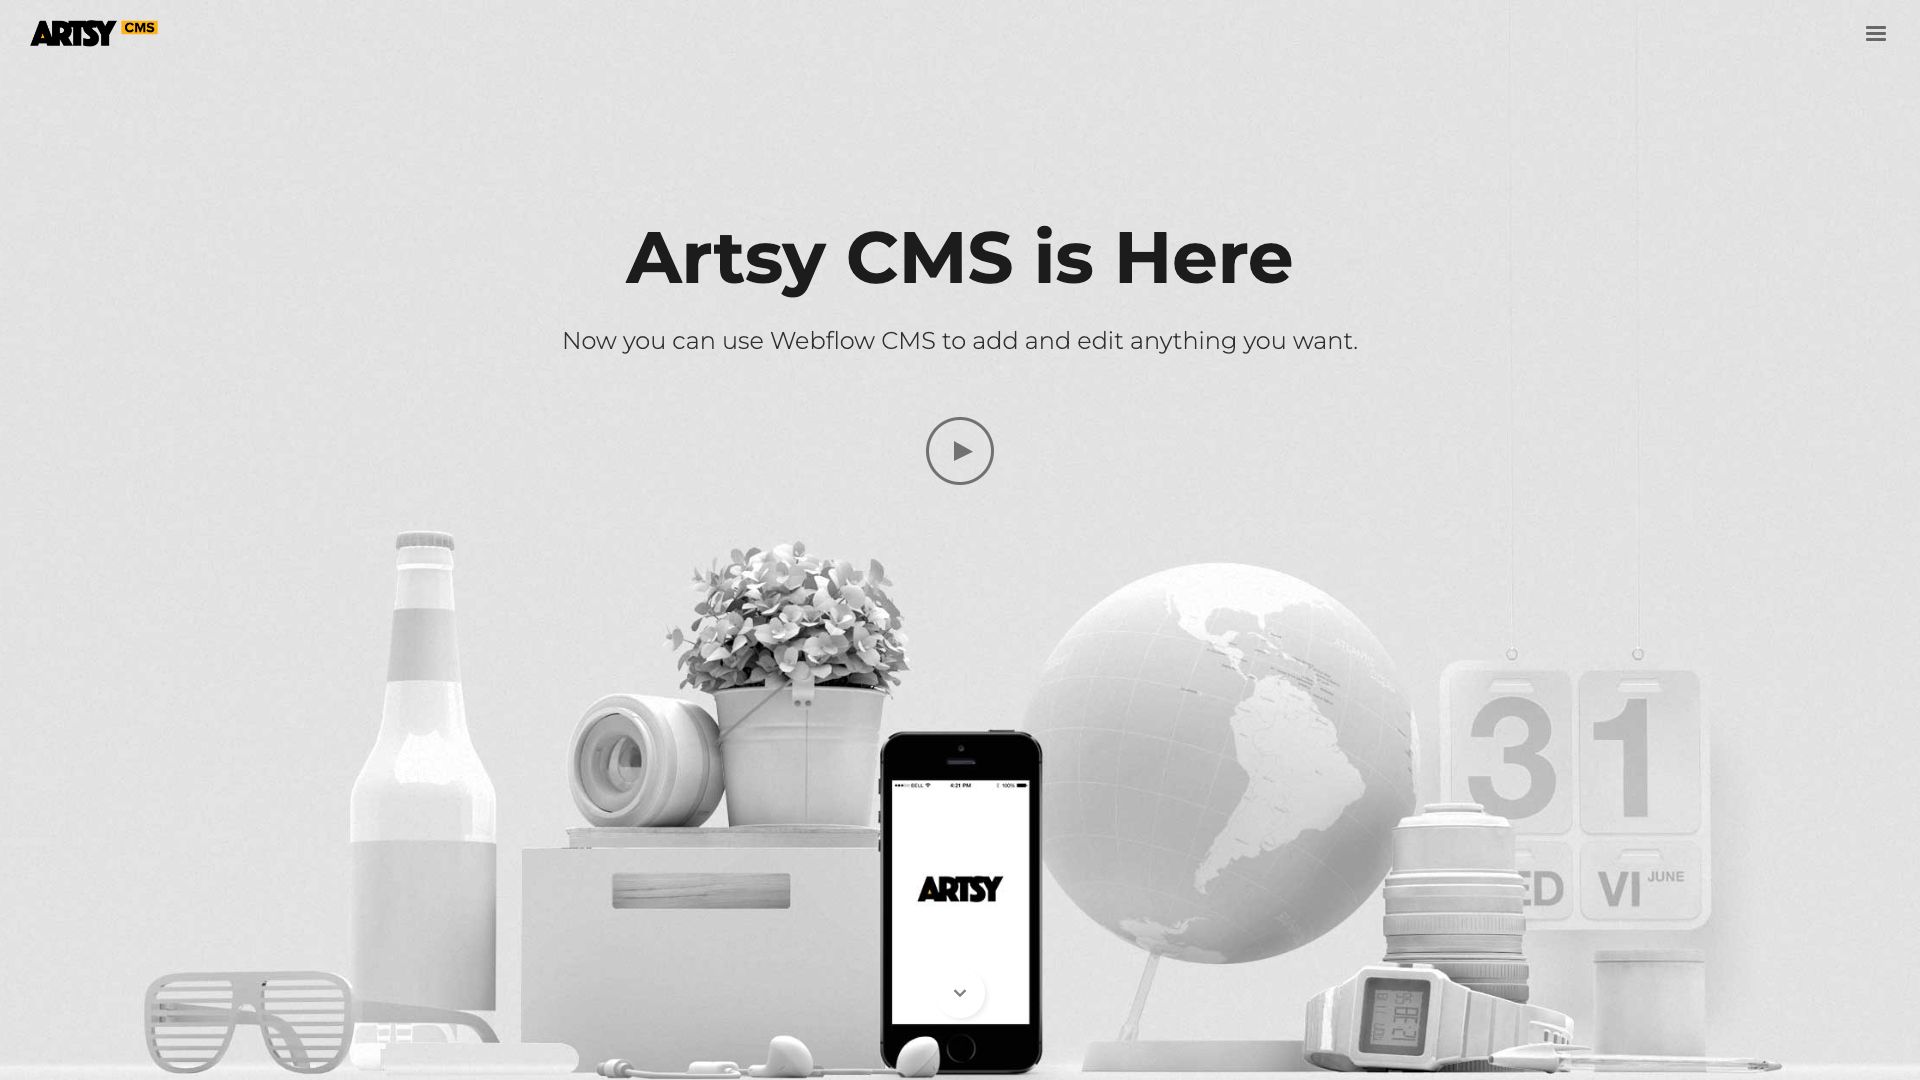 ARTSY CMS
Artsy CMS is Here
Now you can use Webflow CMS to add and edit anything you want.
31
ED VI JUNE
BELL 4:21 PM 100%
ARTSY